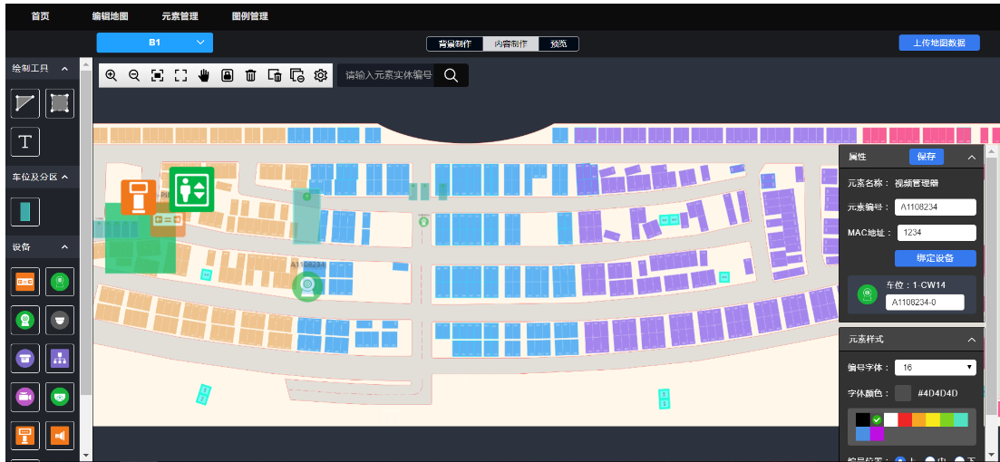 首页 编辑地图 元素管理 图例管理
B1 背景制作 内容制作 预览 上传地图数据
绘制工具
请输入元素实体编号
T
车位及分区
设备
A1108234-0
属性 保存
元素名称： 视频管理器
元素编号： A1108234
MAC地址： 1234
绑定设备
车位：1-CW14
A1108234-0
元素样式
编号字体： 16
字体颜色： #4D4D4D
编号位置： 上 中 下